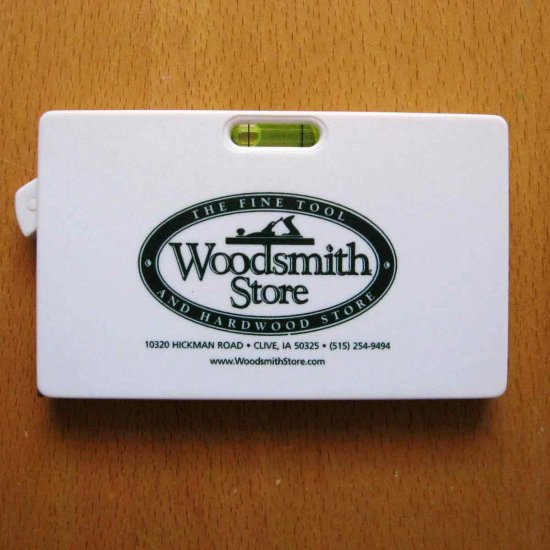 THE FINE TOOL
Woodsmith
Store
AND HARDWOOD STORE
10320 HICKMAN ROAD • CLIVE, IA 50325 • (515) 254-9494
www.WoodsmithStore.com